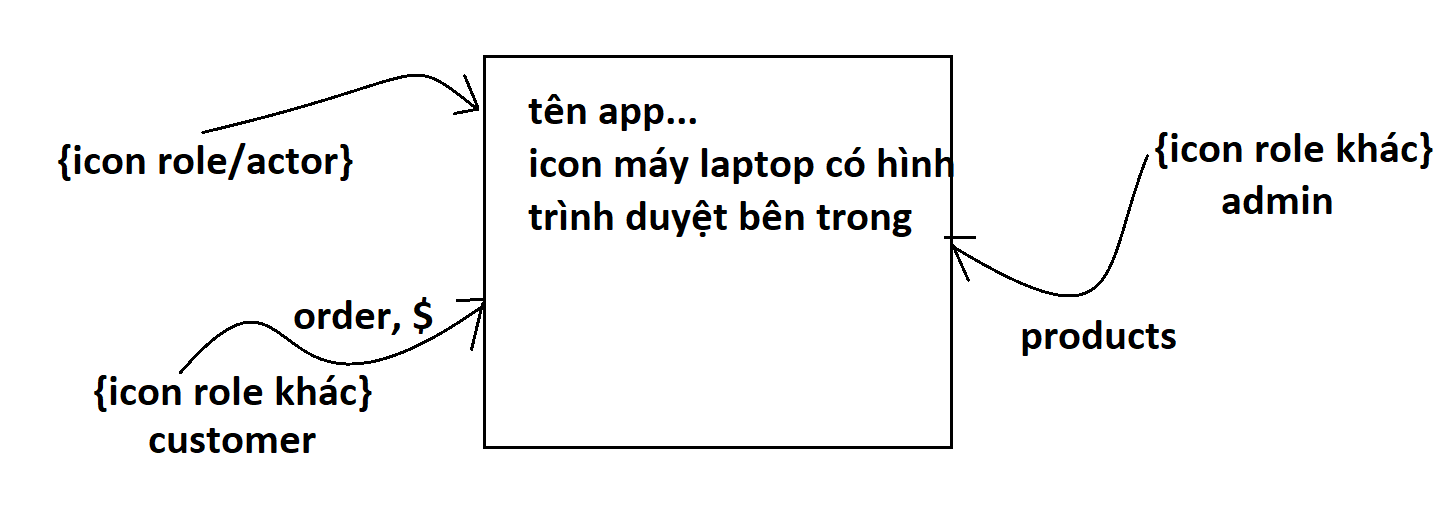 tên app...
icon máy laptop có hình
trình duyệt bên trong
{icon role/actor}
order, $
{icon role khác}
customer
{icon role khác}
admin
products